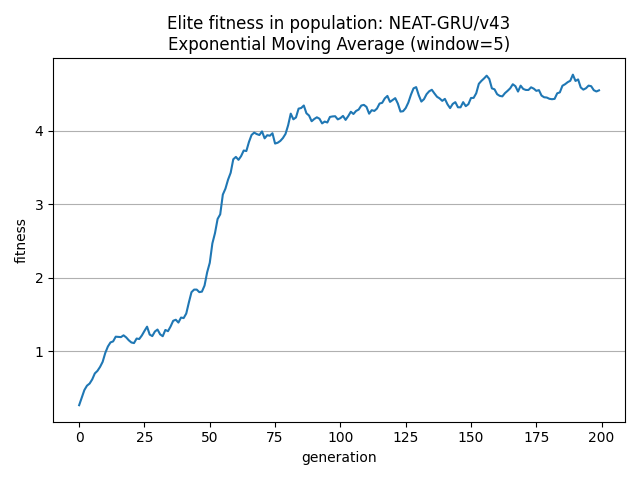 Elite fitness in population: NEAT-GRU/v43
Exponential Moving Average (window=5)
fitness
4
3
2
1
0 25 50 75 100 125 150 175 200
generation